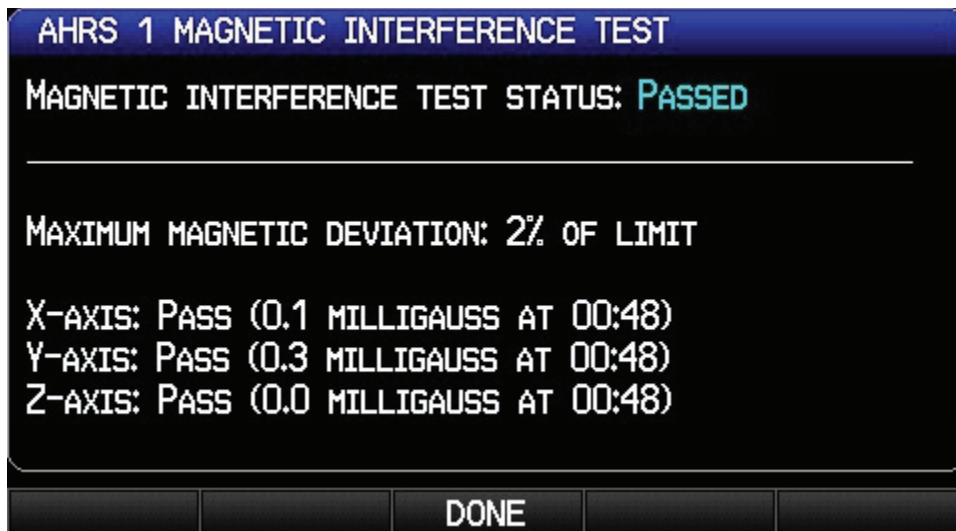 AHRS 1 MAGNETIC INTERFERENCE TEST
MAGNETIC INTERFERENCE TEST STATUS: PASSED
MAXIMUM MAGNETIC DEVIATION: 2% OF LIMIT
X-AXIS: PASS (0.1 MILLIGAUSS AT 00:48)
Y-AXIS: PASS (0.3 MILLIGAUSS AT 00:48)
Z-AXIS: PASS (0.0 MILLIGAUSS AT 00:48)
DONE